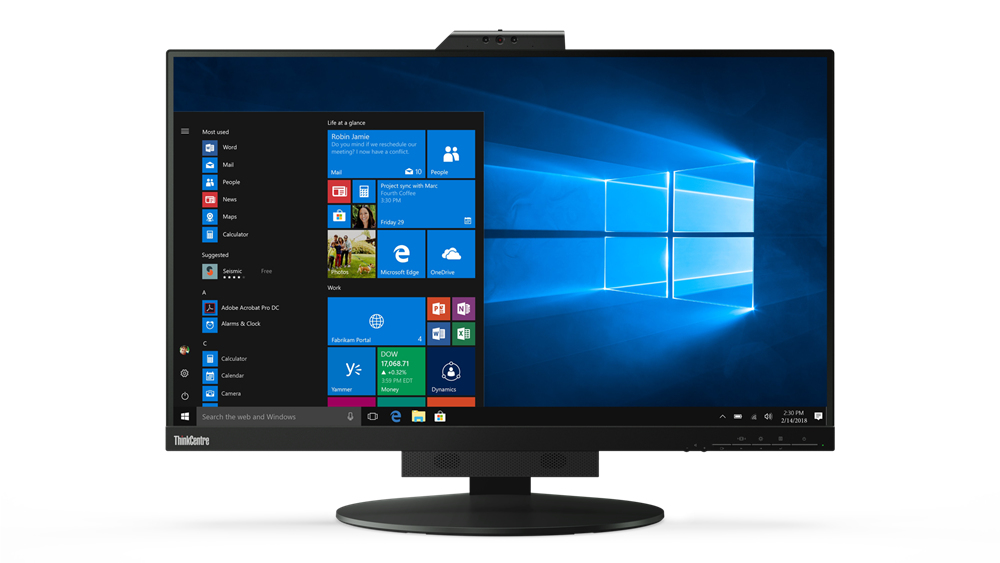 Most used
Word
Mail
People
News
Maps
Calculator
Suggested
Seismic Free
A
Adobe Acrobat Pro DC
Alarms & Clock
C
Calculator
Calendar
Camera
Life at a glance
Robin Jamie
Do you mind if we reschedule our
meeting? I now have a conflict.
Mail 10
People
Project sync with Marc
Fourth Coffee
3:30 PM
Friday 29
Photos
Microsoft Edge
OneDrive
Work
Fabrikam Portal 4
P
N
W
X
Yammer
DOW
17,068.71
▲ +0.32%
3:59 PM EDT
Money
Dynamics
Search the web and Windows
2:30 PM
2/14/2018
ThinkCentre